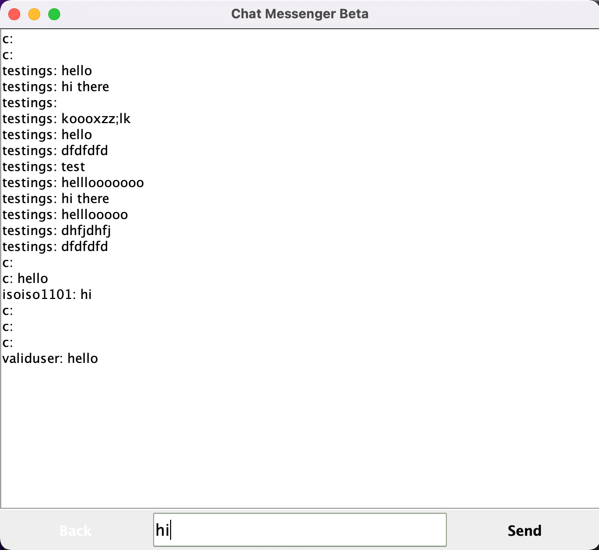 Chat Messenger Beta
c:
c:
testings: hello
testings: hi there
testings:
testings: koooxzz;lk
testings: hello
testings: dfdfdfd
testings: test
testings: helllooooooo
testings: hi there
testings: helllooooo
testings: dhfjdhfj
testings: dfdfdfd
c:
c: hello
isoiso1101: hi
c:
c:
c:
validuser: hello
Back hi Send